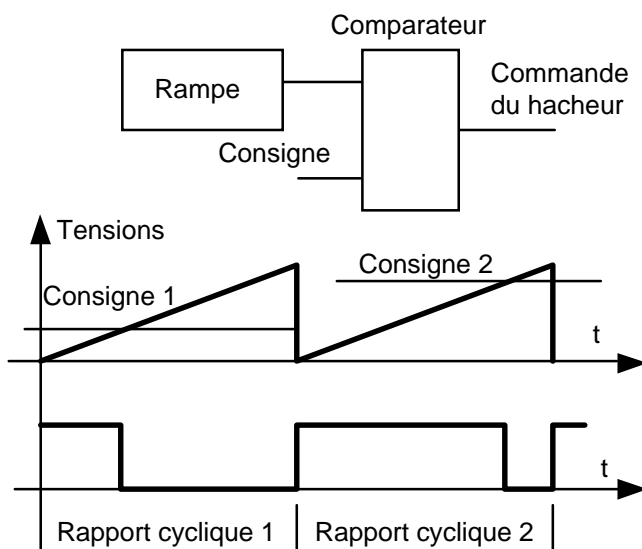 Comparateur
Rampe
Commande
du hacheur
Consigne
Tensions
Consigne 1
Consigne 2
t
t
Rapport cyclique 1
Rapport cyclique 2